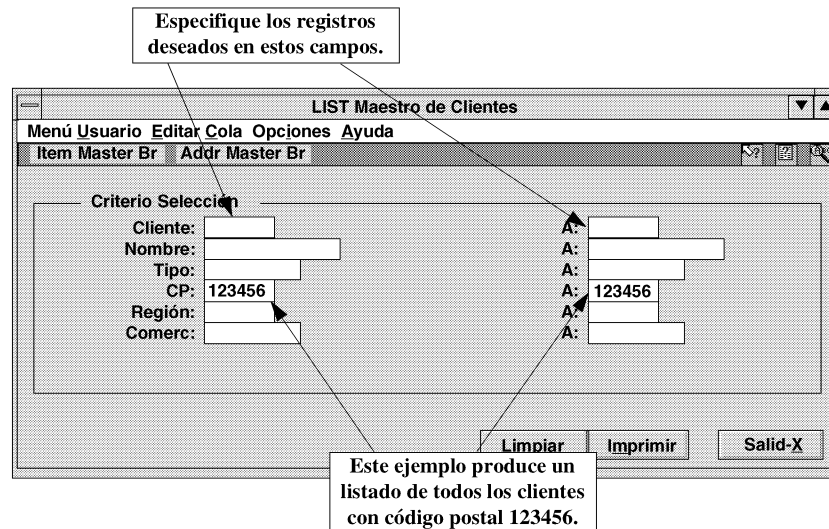 Especifique los registros
deseados en estos campos.
LIST Maestro de Clientes
Menú Usuario Editar Cola Opciones Ayuda
Item Master Br Addr Master Br
Criterio Selección
Cliente: A:
Nombre: A:
Tipo: A:
CP: 123456 A: 123456
Región: A:
Comerc: A:
Limpiar Imprimir Salid-X
Este ejemplo produce un
listado de todos los clientes
con código postal 123456.